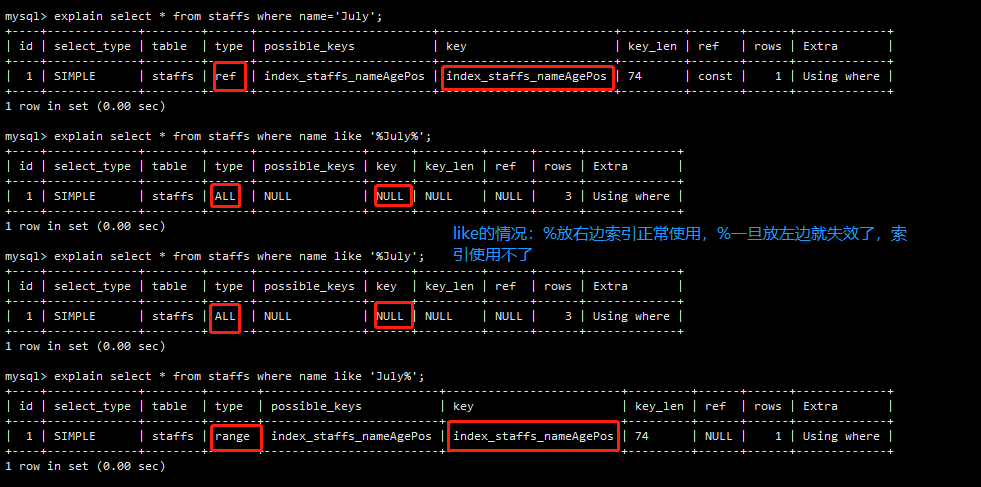 mysql> explain select * from staffs where name='July';
+----+-------------+--------+------+-------------------------+-------------------------+---------+-------+------+-------------+
| id | select_type | table  | type | possible_keys           | key                     | key_len | ref   | rows | Extra       |
+----+-------------+--------+------+-------------------------+-------------------------+---------+-------+------+-------------+
|  1 | SIMPLE      | staffs | ref  | index_staffs_nameAgePos | index_staffs_nameAgePos | 74      | const |    1 | Using where |
+----+-------------+--------+------+-------------------------+-------------------------+---------+-------+------+-------------+
1 row in set (0.00 sec)
mysql> explain select * from staffs where name like '%July%';
+----+-------------+--------+------+---------------+------+---------+------+------+-------------+
| id | select_type | table  | type | possible_keys | key  | key_len | ref  | rows | Extra       |
+----+-------------+--------+------+---------------+------+---------+------+------+-------------+
|  1 | SIMPLE      | staffs | ALL  | NULL          | NULL | NULL    | NULL |    3 | Using where |
+----+-------------+--------+------+---------------+------+---------+------+------+-------------+
1 row in set (0.00 sec)
like的情况：%放右边索引正常使用，%一旦放左边就失效了，索
引使用不了
mysql> explain select * from staffs where name like '%July';
+----+-------------+--------+------+---------------+------+---------+------+------+-------------+
| id | select_type | table  | type | possible_keys | key  | key_len | ref  | rows | Extra       |
+----+-------------+--------+------+---------------+------+---------+------+------+-------------+
|  1 | SIMPLE      | staffs | ALL  | NULL          | NULL | NULL    | NULL |    3 | Using where |
+----+-------------+--------+------+---------------+------+---------+------+------+-------------+
1 row in set (0.00 sec)
mysql> explain select * from staffs where name like 'July%';
+----+-------------+--------+-------+-------------------------+-------------------------+---------+------+------+-------------+
| id | select_type | table  | type  | possible_keys           | key                     | key_len | ref  | rows | Extra       |
+----+-------------+--------+-------+-------------------------+-------------------------+---------+------+------+-------------+
|  1 | SIMPLE      | staffs | range | index_staffs_nameAgePos | index_staffs_nameAgePos | 74      | NULL |    1 | Using where |
+----+-------------+--------+-------+-------------------------+-------------------------+---------+------+------+-------------+
1 row in set (0.00 sec)